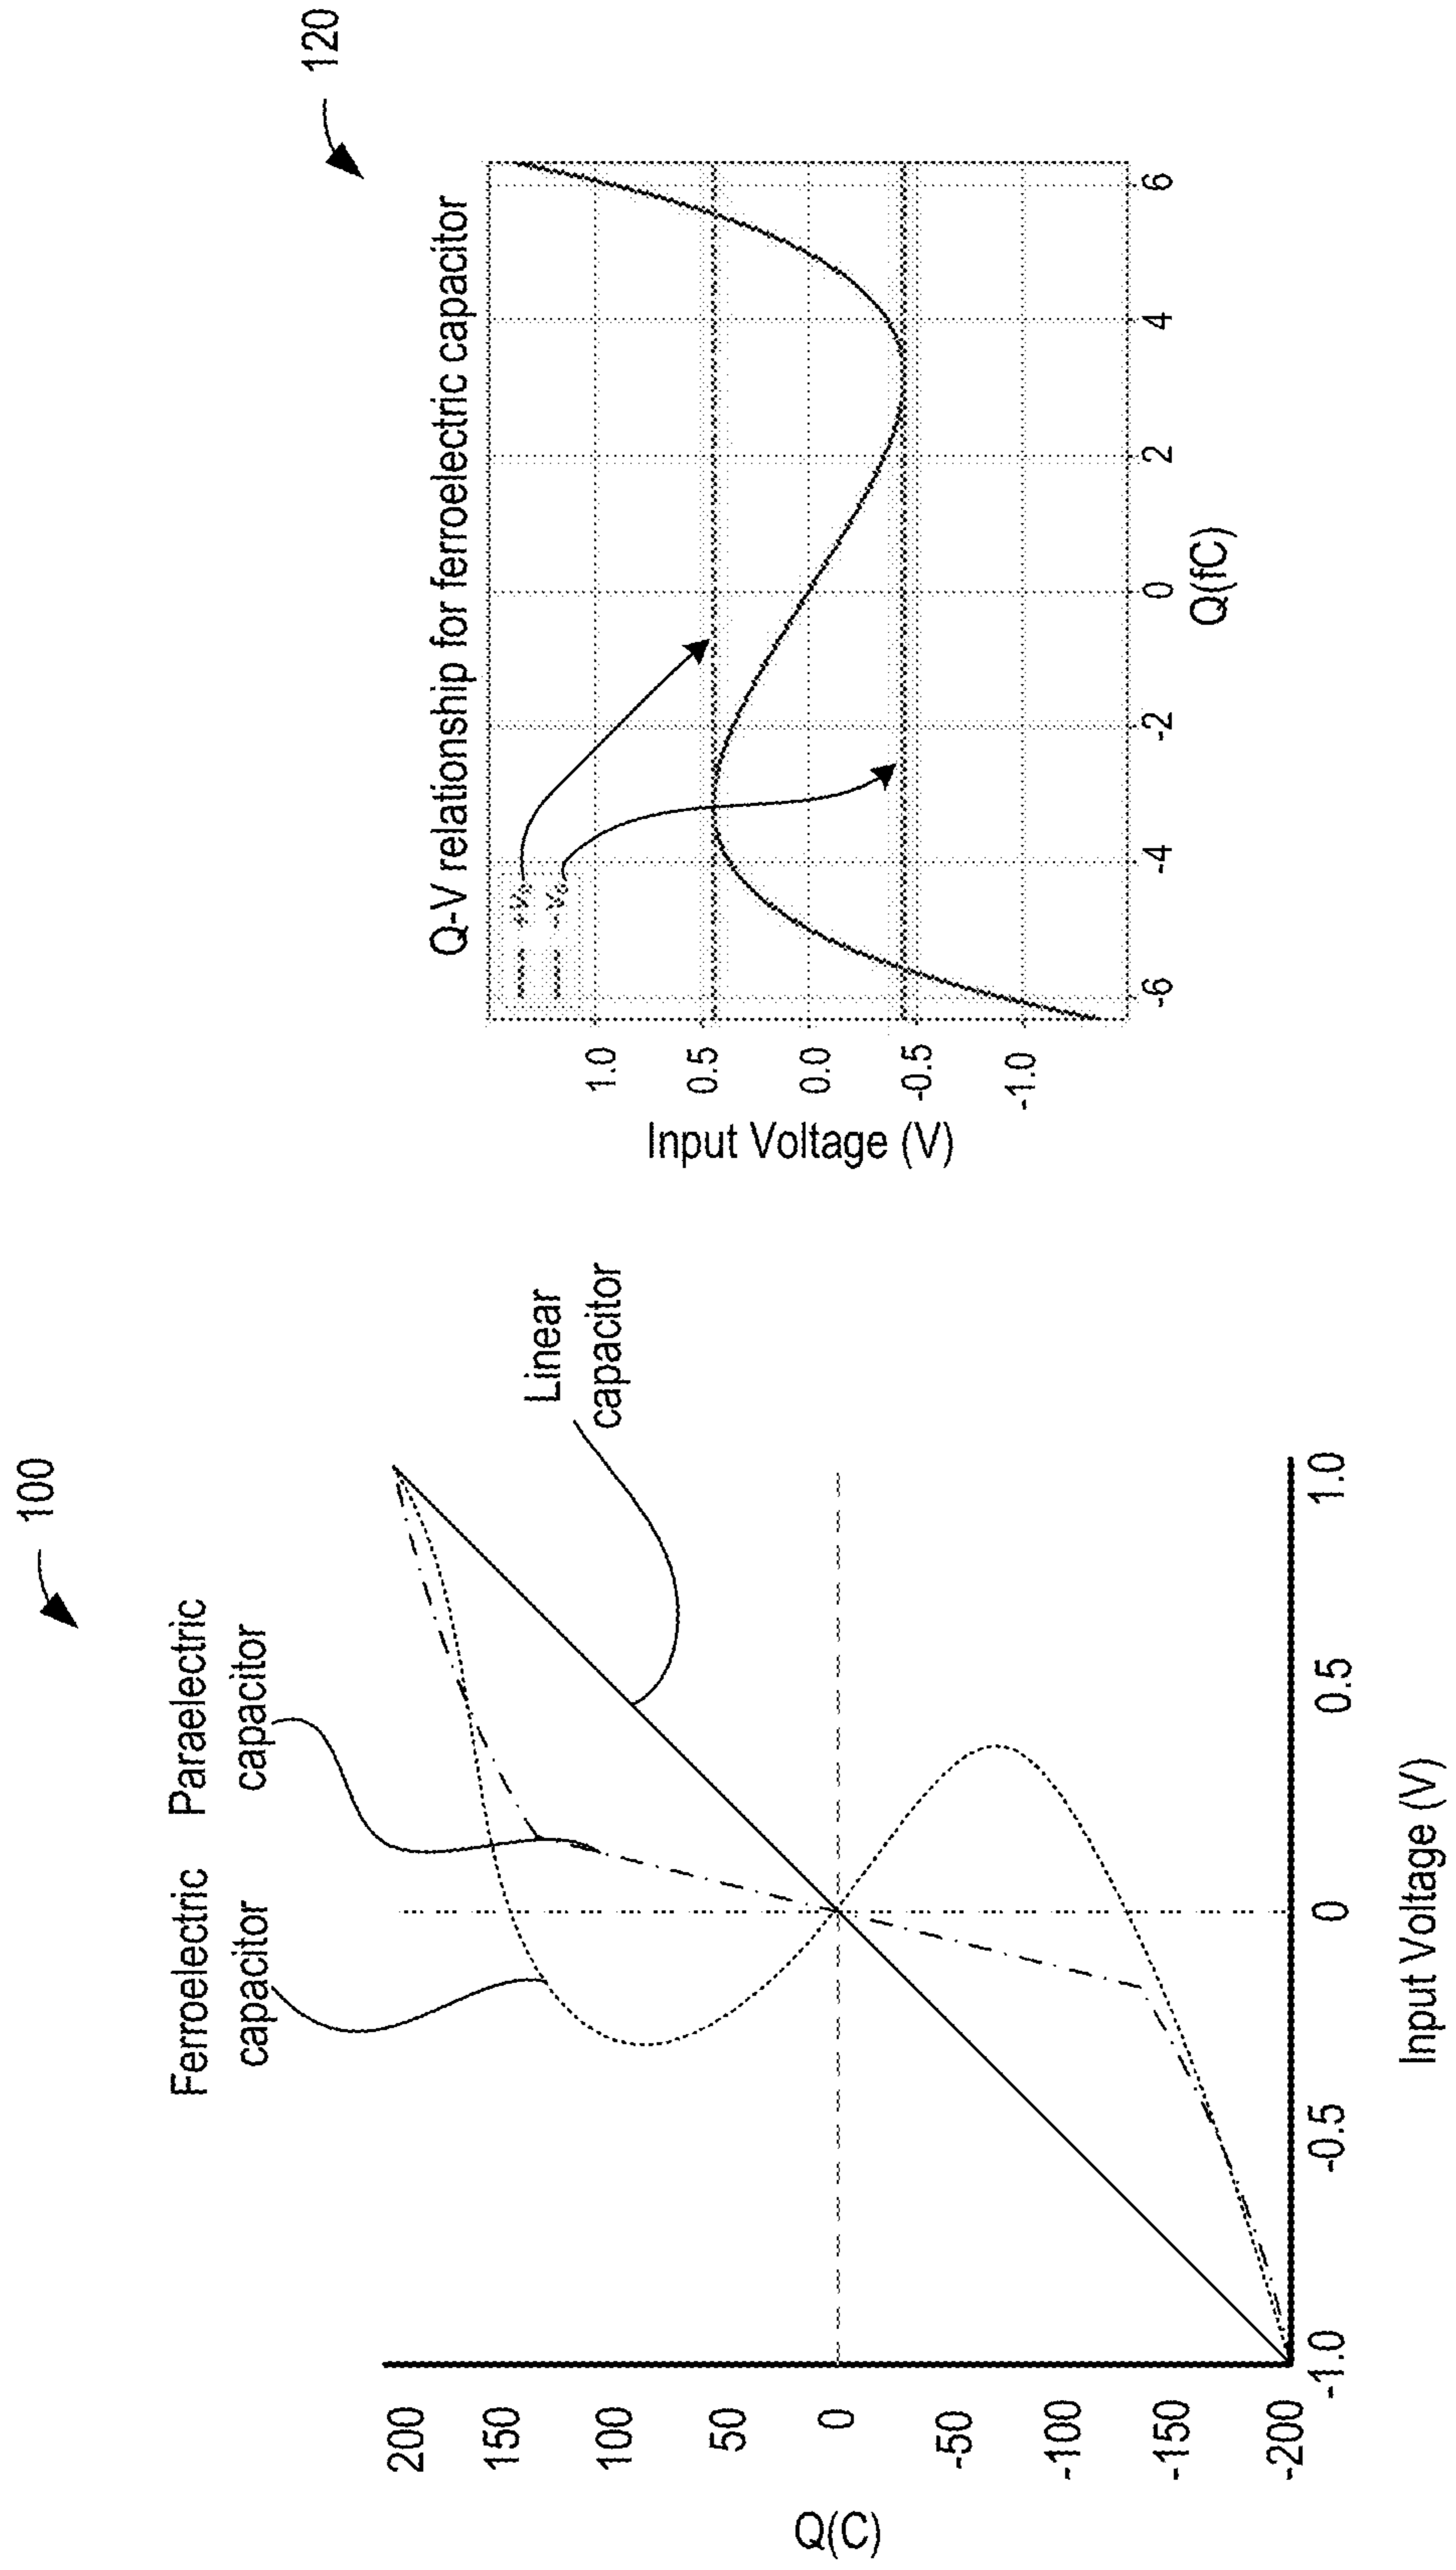 100
Ferroelectric
capacitor
Paraelectric
capacitor
Linear
capacitor
Q(C)
200
150
100
50
0
-50
-100
-150
-200
-1.0
-0.5
0
0.5
1.0
Input Voltage (V)
120
Q-V relationship for ferroelectric capacitor
Input Voltage (V)
1.0
0.5
0.0
-0.5
-1.0
-6
-4
-2
0
2
4
6
Q(fC)